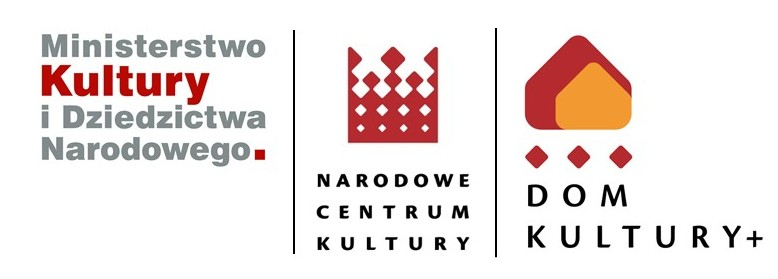 Ministerstwo
Kultury
i Dziedzictwa
Narodowego.
NARODOWE
CENTRUM
KULTURY
DOM
KULTURY+